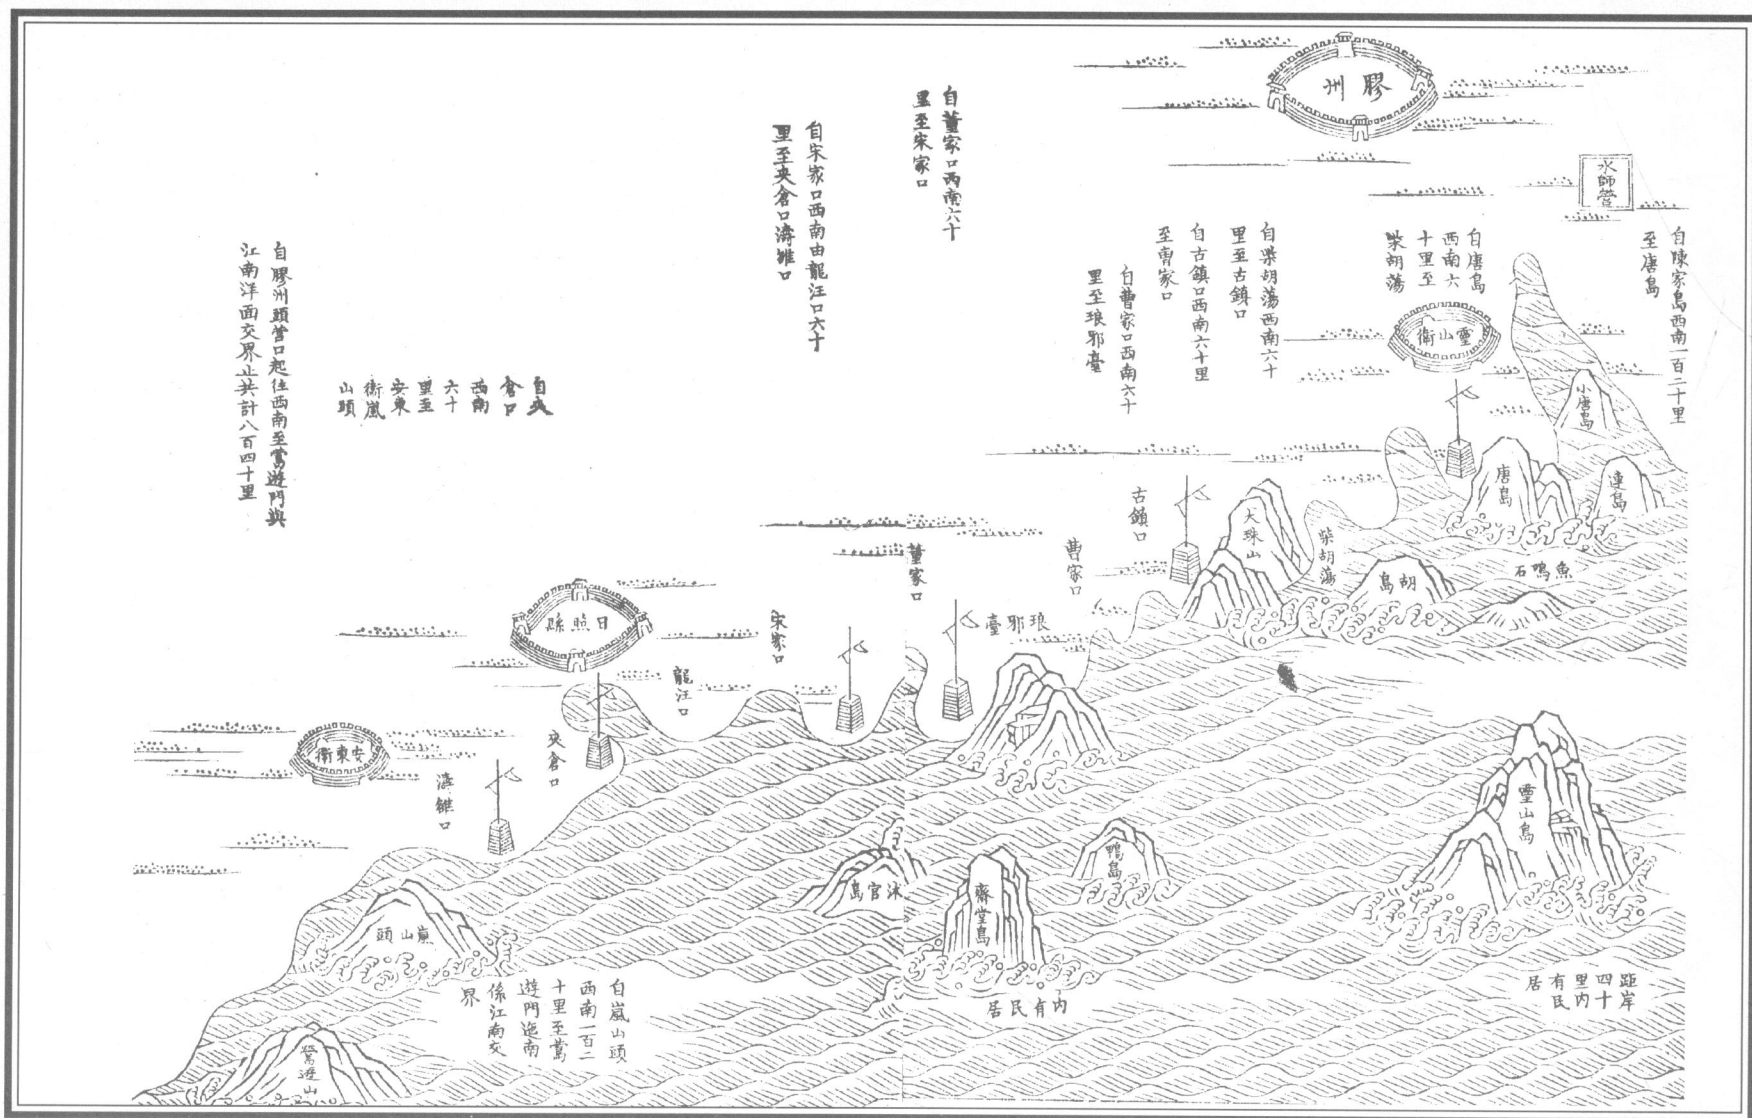 膠州
水師營
自陳家島西南一百二十里
至唐島
自唐島
西南六
十里至
柴胡蕩
靈山衞
小唐島
連島
唐島
魚鳴石
自柴胡蕩西南六十
里至古鎮口
自古鎮口西南六十里
至曹家口
自曹家口西南六十
里至琅邪臺
柴胡蕩
胡島
大珠山
古鎮口
曹家口
琅邪臺
靈山島
距岸
四十
里内
有民
居
自董家口西南六十
里至宋家口
董家口
鴨島
齋堂島
内有民居
沐官島
自宋家口西南由龍汪口六十
里至夾倉口濤雒口
宋家口
龍汪口
日照縣
夾倉口
濤雒口
自夾
倉口
西南
六十
里至
安東
衞嵐
山頭
安東衞
嵐山頭
自嵐山頭
西南一百二
十里至鶯
遊門迤南
係江南交
界
鶯遊山
自膠州頭營口起往西南至鶯遊門與
江南洋面交界止共計八百四十里